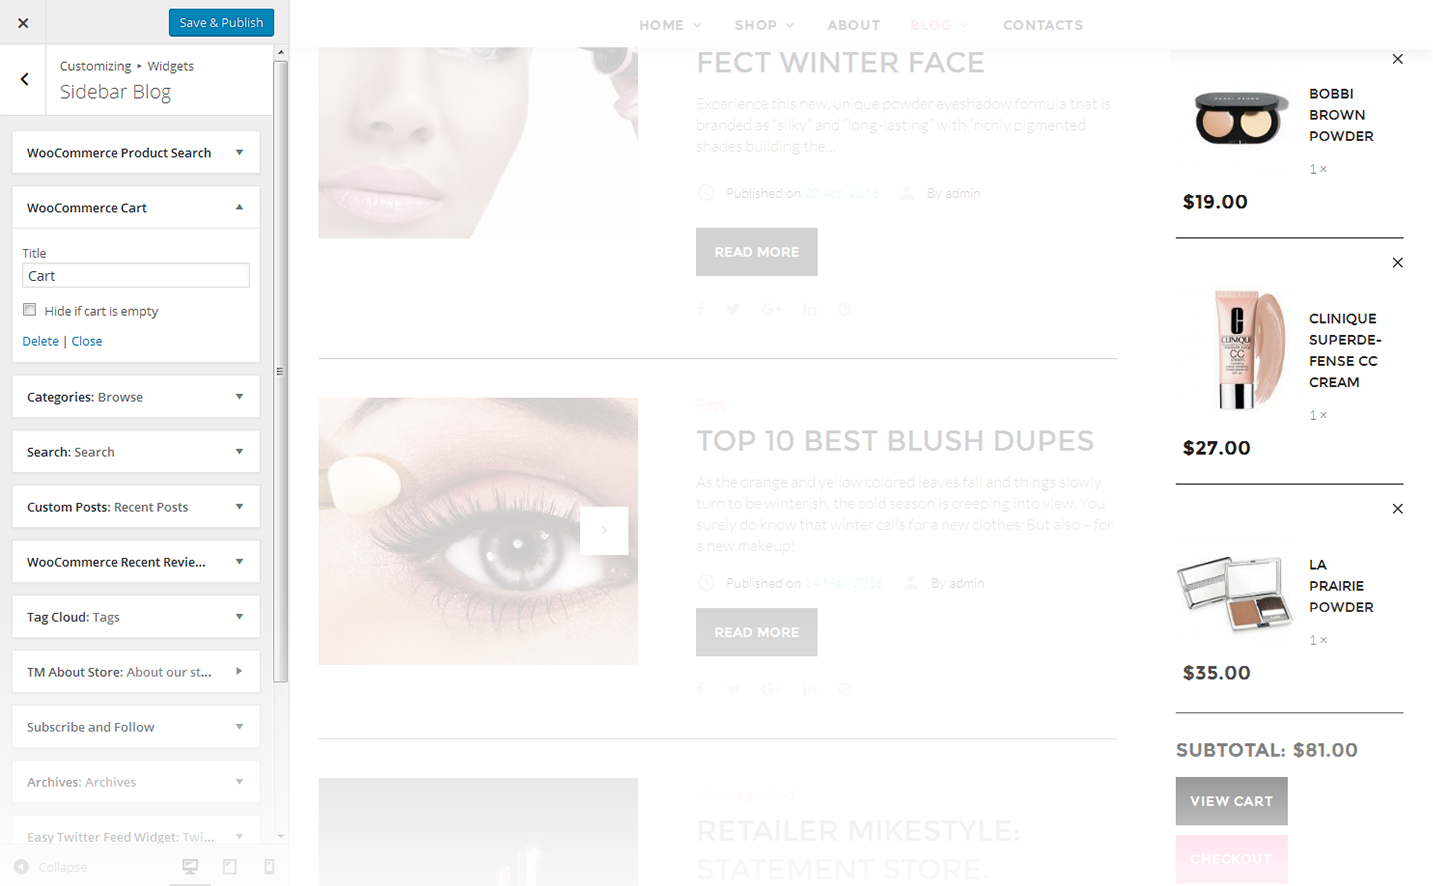 Save & Publish
Customizing ▸ Widgets
Sidebar Blog
WooCommerce Product Search
WooCommerce Cart
Title
Cart
Hide if cart is empty
Delete | Close
Categories: Browse
Search: Search
Custom Posts: Recent Posts
WooCommerce Recent Revie...
Tag Cloud: Tags
TM About Store: About our st...
Subscribe and Follow
Archives: Archives
Easy Twitter Feed Widget: Twi...
Collapse
HOME SHOP ABOUT BLOG CONTACTS
FECT WINTER FACE
Experience this new, unique powder eyeshadow formula that is
branded as “silky” and “long-lasting” with “richly pigmented
shades building the...
Published on 20 Apr, 2016 By admin
READ MORE
Face
TOP 10 BEST BLUSH DUPES
As the orange and yellow colored leaves fall and things slowly
turn to be winterish, the cold season is creeping into view. You
surely do know that winter calls for a new clothes. But also – for
a new makeup!
Published on 14 Mar, 2016 By admin
READ MORE
Uncategorized
RETAILER MIKESTYLE:
STATEMENT STORE.
BOBBI
BROWN
POWDER
1 ×
$19.00
CLINIQUE
CC
CLINIQUE
SUPERDE-
FENSE CC
CREAM
1 ×
$27.00
LA
PRAIRIE
POWDER
1 ×
$35.00
SUBTOTAL: $81.00
VIEW CART
CHECKOUT